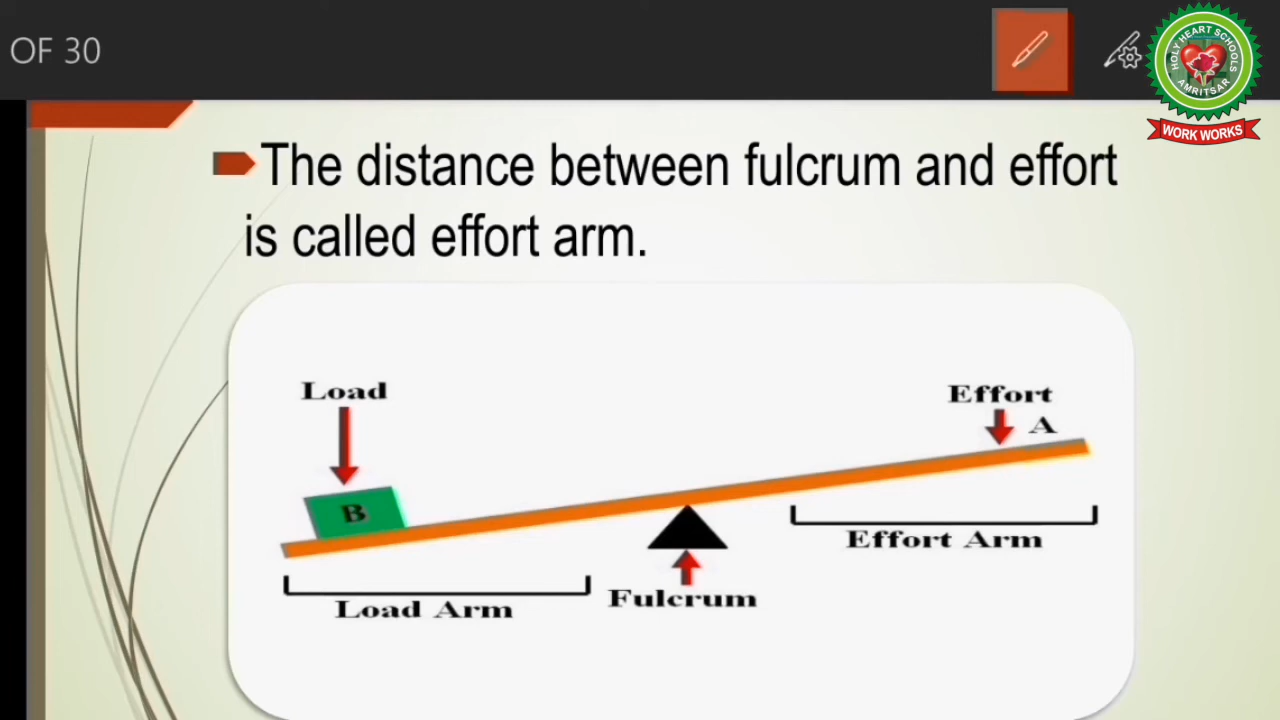 OF 30
HOLY HEART SCHOOLS
AMRITSAR
WORK WORKS
The distance between fulcrum and effort
is called effort arm.
Load
Effort
A
B
Effort Arm
Load Arm
Fulcrum